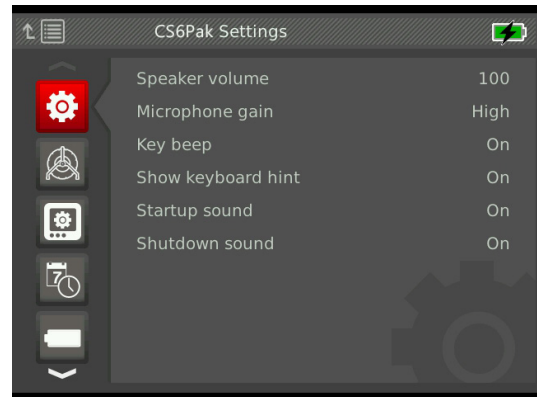 CS6Pak Settings
Speaker volume 100
Microphone gain High
Key beep On
Show keyboard hint On
Startup sound On
Shutdown sound On
7